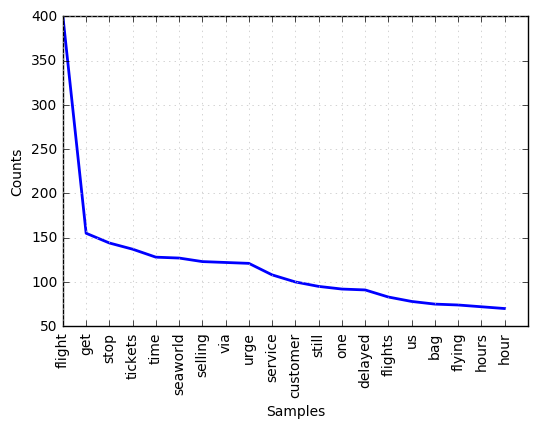 400
350
300
250
200
150
100
50
Counts
flight
get
stop
tickets
time
seaworld
selling
via
urge
service
customer
still
one
delayed
flights
us
bag
flying
hours
hour
Samples